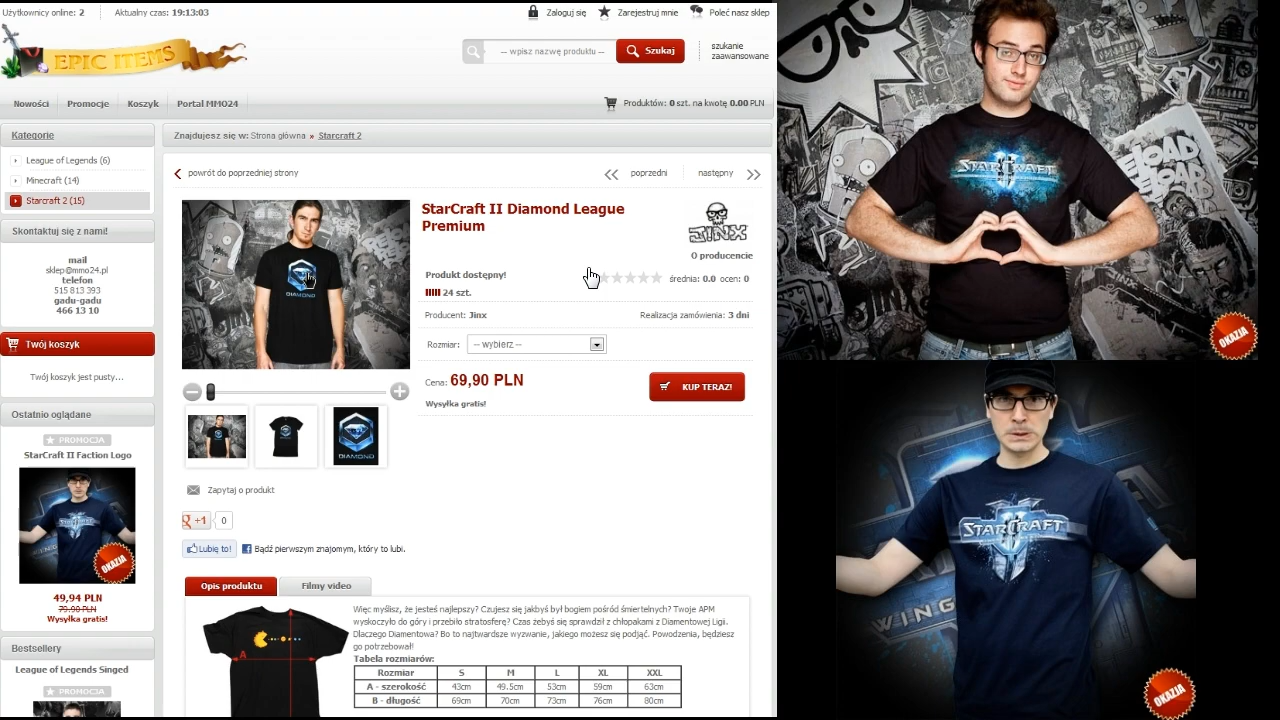 Użytkownicy online: 2
Aktualny czas: 19:13:03
Zaloguj się
Zarejestruj mnie
Poleć nasz sklep
EPIC ITEMS
-- wpisz nazwę produktu --
Szukaj
szukanie
zaawansowane
Nowości
Promocje
Koszyk
Portal MMO24
Produktów: 0 szt. na kwotę 0.00 PLN
Kategorie
League of Legends (6)
Minecraft (14)
Starcraft 2 (15)
Skontaktuj się z nami!
mail
sklep@mmo24.pl
telefon
515 813 393
gadu-gadu
466 13 10
Twój koszyk
Twój koszyk jest pusty...
Ostatnio oglądane
PROMOCJA
StarCraft II Faction Logo
STARCRAFT
OKAZJA
49,94 PLN
79,90 PLN
Wysyłka gratis!
Bestsellery
League of Legends Singed
PROMOCJA
Znajdujesz się w: Strona główna » Starcraft 2
powrót do poprzedniej strony
poprzedni
następny
DIAMOND
StarCraft II Diamond League
Premium
JINX
O producencie
Produkt dostępny!
średnia: 0.0 ocen: 0
24 szt.
Producent: Jinx
Realizacja zamówienia: 3 dni
Rozmiar:
-- wybierz --
Cena: 69,90 PLN
KUP TERAZ!
Wysyłka gratis!
DIAMOND
Zapytaj o produkt
+1
0
Lubię to!
Bądź pierwszym znajomym, który to lubi.
Opis produktu
Filmy video
Więc myślisz, że jesteś najlepszy? Czujesz się jakbyś był bogiem pośród śmiertelnych? Twoje APM
wyskoczyło do góry i przebiło stratosferę? Czas żebyś się sprawdził z chłopakami z Diamentowej Ligii.
Dlaczego Diamentowa? Bo to najtwardsze wyzwanie, jakiego możesz się podjąć. Powodzenia, będziesz
go potrzebował!
Tabela rozmiarów:
Rozmiar S M L XL XXL
A - szerokość 43cm 49.5cm 53cm 59cm 63cm
B - długość 69cm 70cm 73cm 76cm 80cm
A
STARCRAFT
II
RELOAD
OKAZJA
STARCRAFT
II
WING
OKAZJA